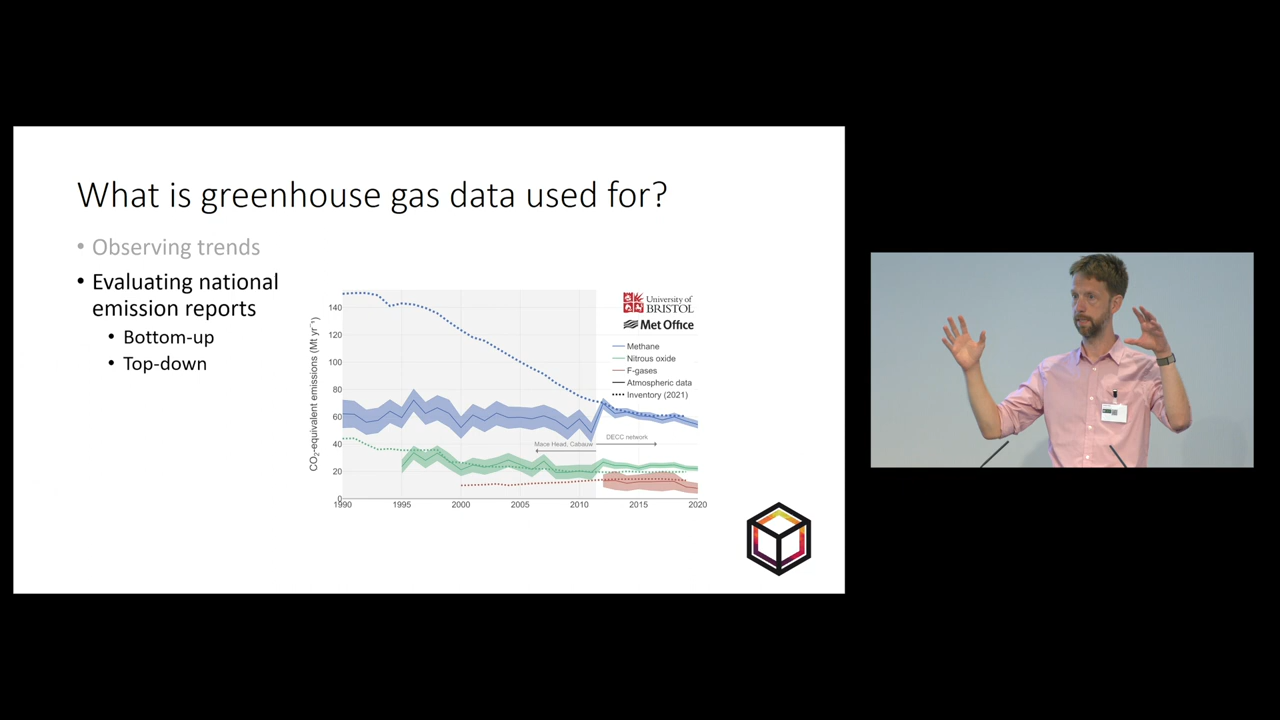 What is greenhouse gas data used for?
• Observing trends
• Evaluating national
emission reports
• Bottom-up
• Top-down
University of
BRISTOL
Met Office
Methane
Nitrous oxide
F-gases
Atmospheric data
Inventory (2021)
DECC network
Mace Head, Cabauw
CO₂-equivalent emissions (Mt yr⁻¹)
140
120
100
80
60
40
20
0
1990 1995 2000 2005 2010 2015 2020